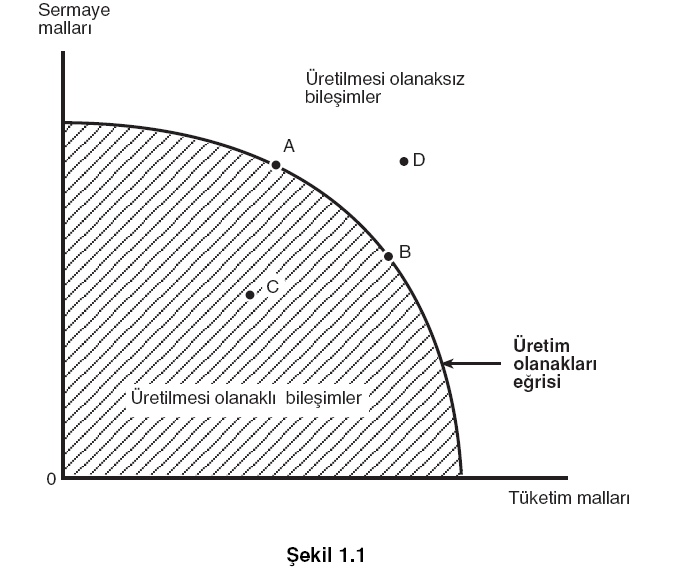 Sermaye
malları
Üretilmesi olanaksız
bileşimler
A
D
B
C
Üretim
olanakları
eğrisi
Üretilmesi olanaklı bileşimler
0
Tüketim malları
Şekil 1.1